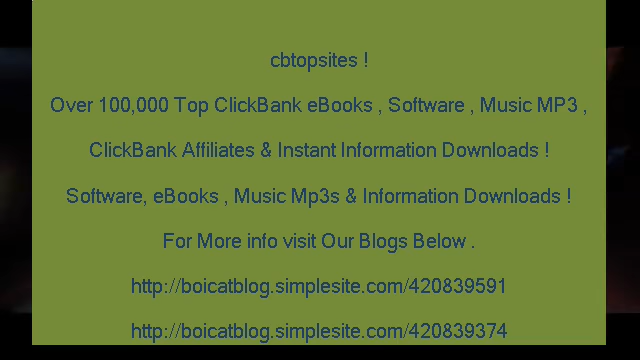 cbtopsites !
Over 100,000 Top ClickBank eBooks , Software , Music MP3 ,
ClickBank Affiliates & Instant Information Downloads !
Software, eBooks , Music Mp3s & Information Downloads !
For More info visit Our Blogs Below .
http://boicatblog.simplesite.com/420839591
http://boicatblog.simplesite.com/420839374